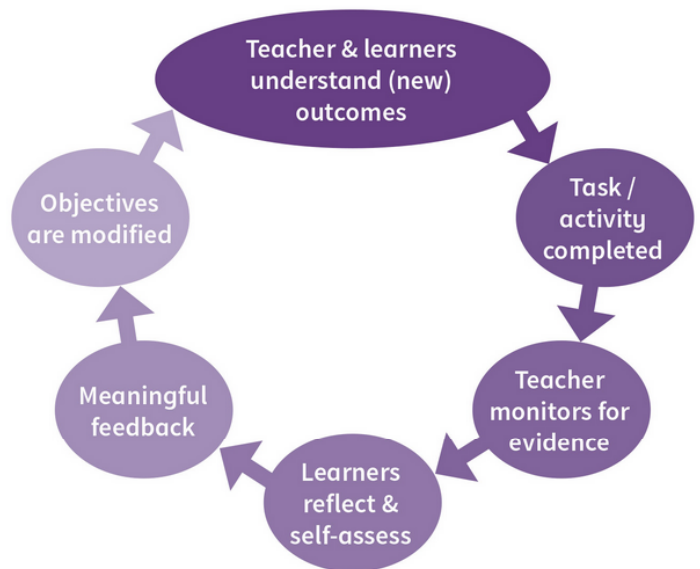 Teacher & learners
understand (new)
outcomes
Task /
activity
completed
Teacher
monitors for
evidence
Learners
reflect &
self-assess
Meaningful
feedback
Objectives
are modified